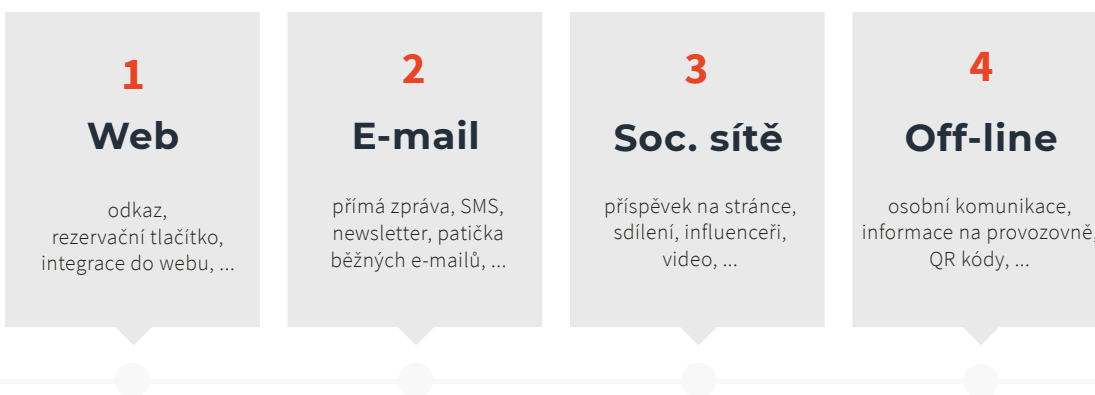 1
Web
odkaz,
rezervační tlačítko,
integrace do webu, ...
2
E-mail
přímá zpráva, SMS,
newsletter, patička
běžných e-mailů, ...
3
Soc. sítě
příspěvek na stránce,
sdílení, influenceři,
video, ...
4
Off-line
osobní komunikace,
informace na provozovně,
QR kódy, ...